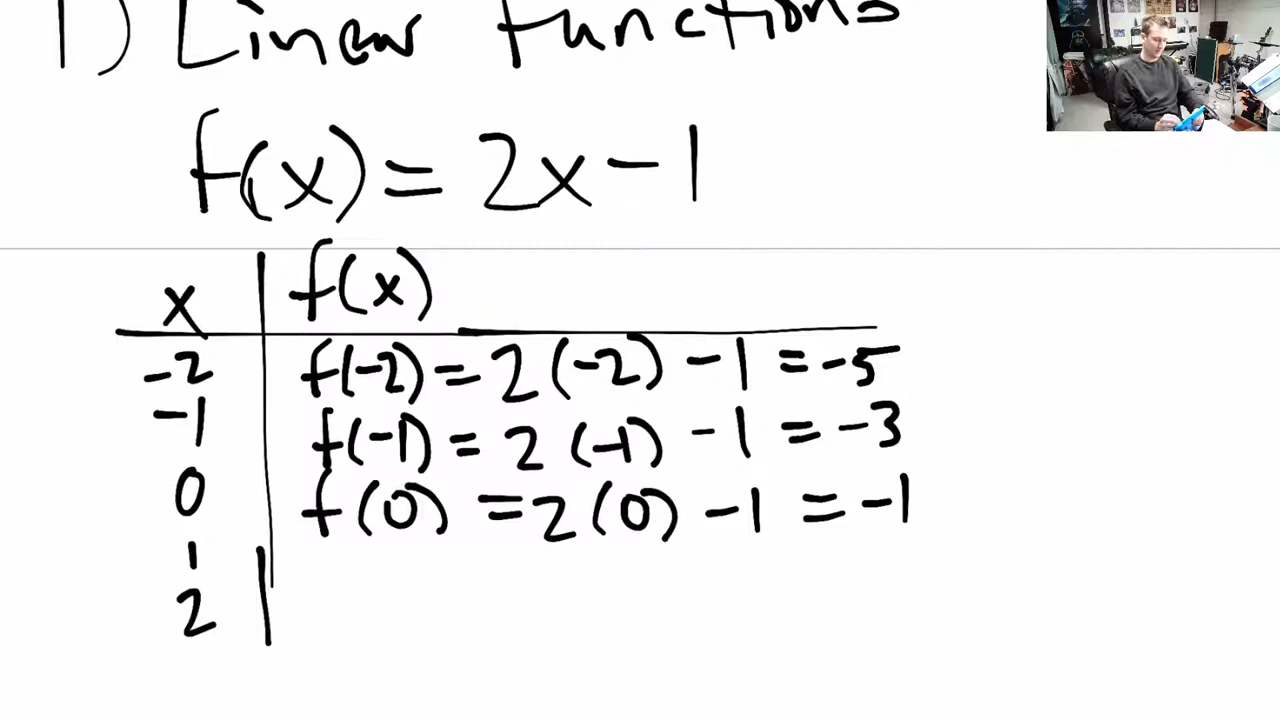 1) Linear functions
f(x) = 2x - 1
x | f(x)
-2 | f(-2) = 2(-2) - 1 = -5
-1 | f(-1) = 2(-1) - 1 = -3
0 | f(0) = 2(0) - 1 = -1
1
2